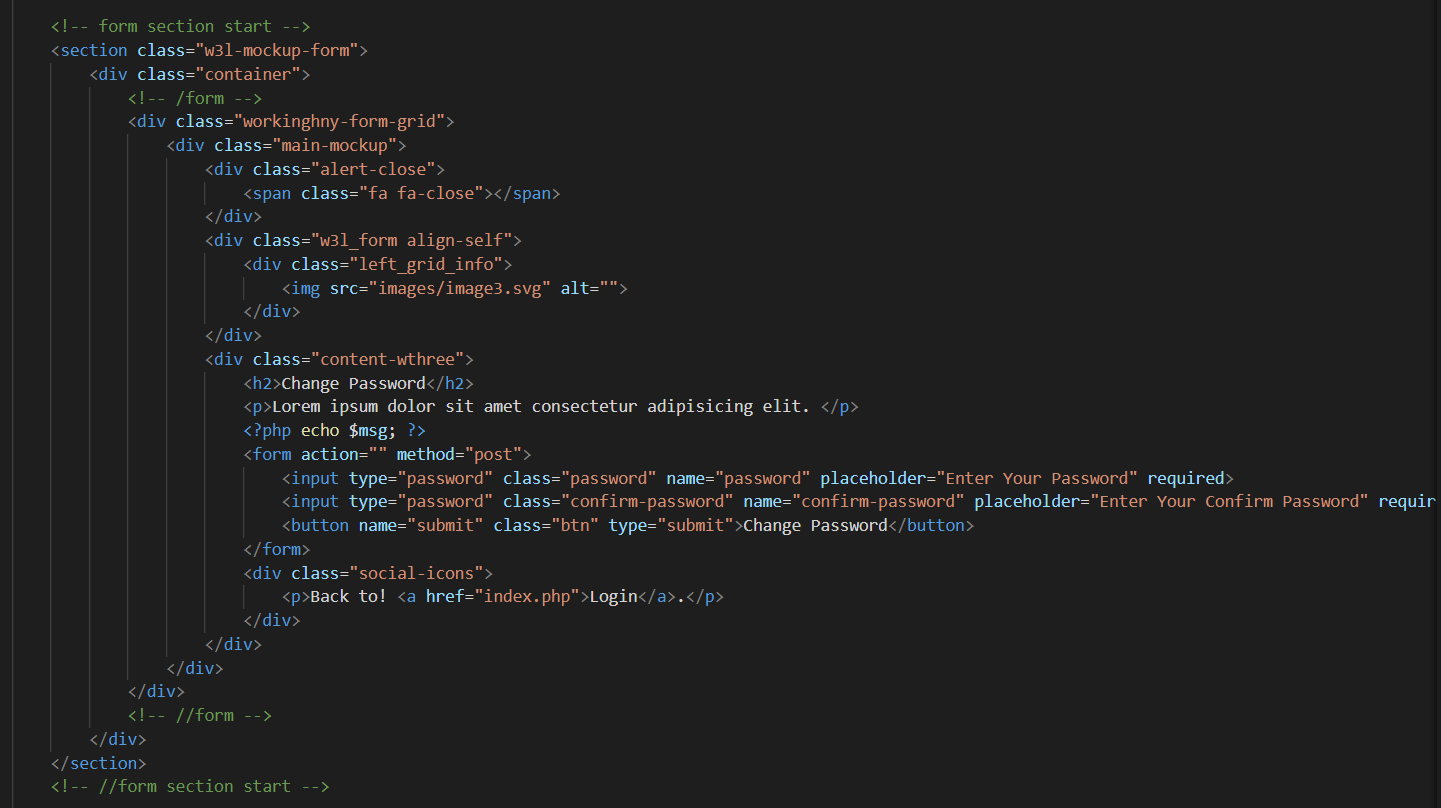 <!-- form section start -->
<section class="w3l-mockup-form">
<div class="container">
<!-- /form -->
<div class="workinghny-form-grid">
<div class="main-mockup">
<div class="alert-close">
<span class="fa fa-close"></span>
</div>
<div class="w3l_form align-self">
<div class="left_grid_info">
<img src="images/image3.svg" alt="">
</div>
</div>
<div class="content-wthree">
<h2>Change Password</h2>
<p>Lorem ipsum dolor sit amet consectetur adipisicing elit. </p>
<?php echo $msg; ?>
<form action="" method="post">
<input type="password" class="password" name="password" placeholder="Enter Your Password" required>
<input type="password" class="confirm-password" name="confirm-password" placeholder="Enter Your Confirm Password" requir
<button name="submit" class="btn" type="submit">Change Password</button>
</form>
<div class="social-icons">
<p>Back to! <a href="index.php">Login</a>.</p>
</div>
</div>
</div>
</div>
<!-- //form -->
</div>
</section>
<!-- //form section start -->